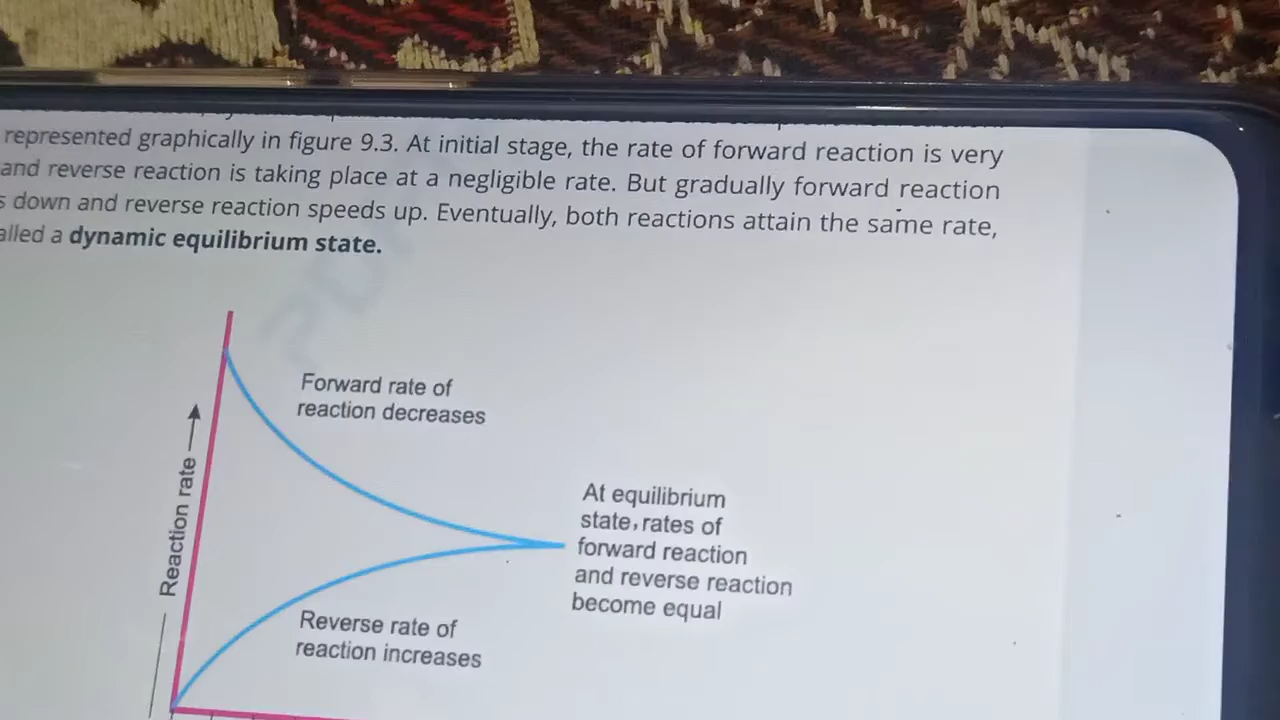 represented graphically in figure 9.3. At initial stage, the rate of forward reaction is very
and reverse reaction is taking place at a negligible rate. But gradually forward reaction
s down and reverse reaction speeds up. Eventually, both reactions attain the same rate,
alled a dynamic equilibrium state.
Forward rate of
reaction decreases
Reaction rate
At equilibrium
state, rates of
forward reaction
and reverse reaction
become equal
Reverse rate of
reaction increases